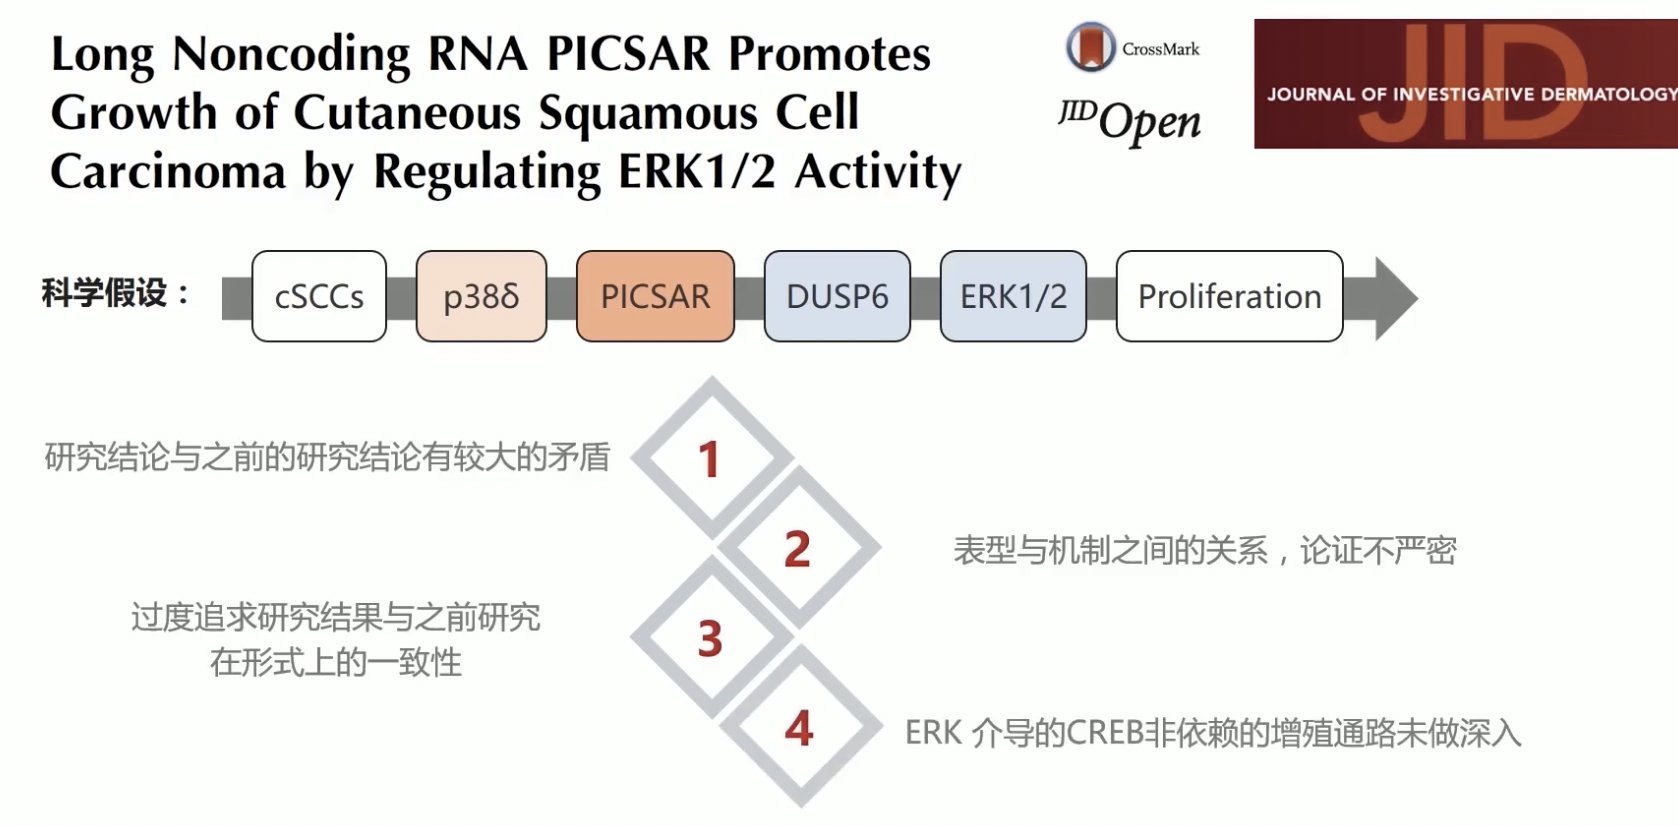 Long Noncoding RNA PICSAR Promotes
Growth of Cutaneous Squamous Cell
Carcinoma by Regulating ERK1/2 Activity
CrossMark
JID Open
JID
JOURNAL OF INVESTIGATIVE DERMATOLOGY
科学假设：
cSCCs
p38δ
PICSAR
DUSP6
ERK1/2
Proliferation
1
研究结论与之前的研究结论有较大的矛盾
2
表型与机制之间的关系，论证不严密
3
过度追求研究结果与之前研究
在形式上的一致性
4
ERK 介导的CREB非依赖的增殖通路未做深入